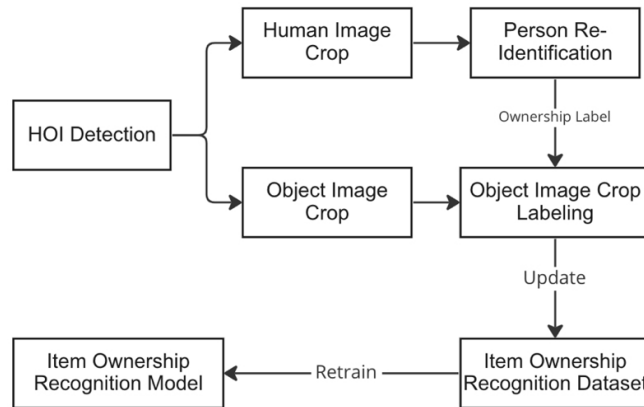 Human Image
Crop
Person Re-
Identification
HOI Detection
Ownership Label
Object Image
Crop
Object Image Crop
Labeling
Update
Item Ownership
Recognition Model
Retrain
Item Ownership
Recognition Dataset